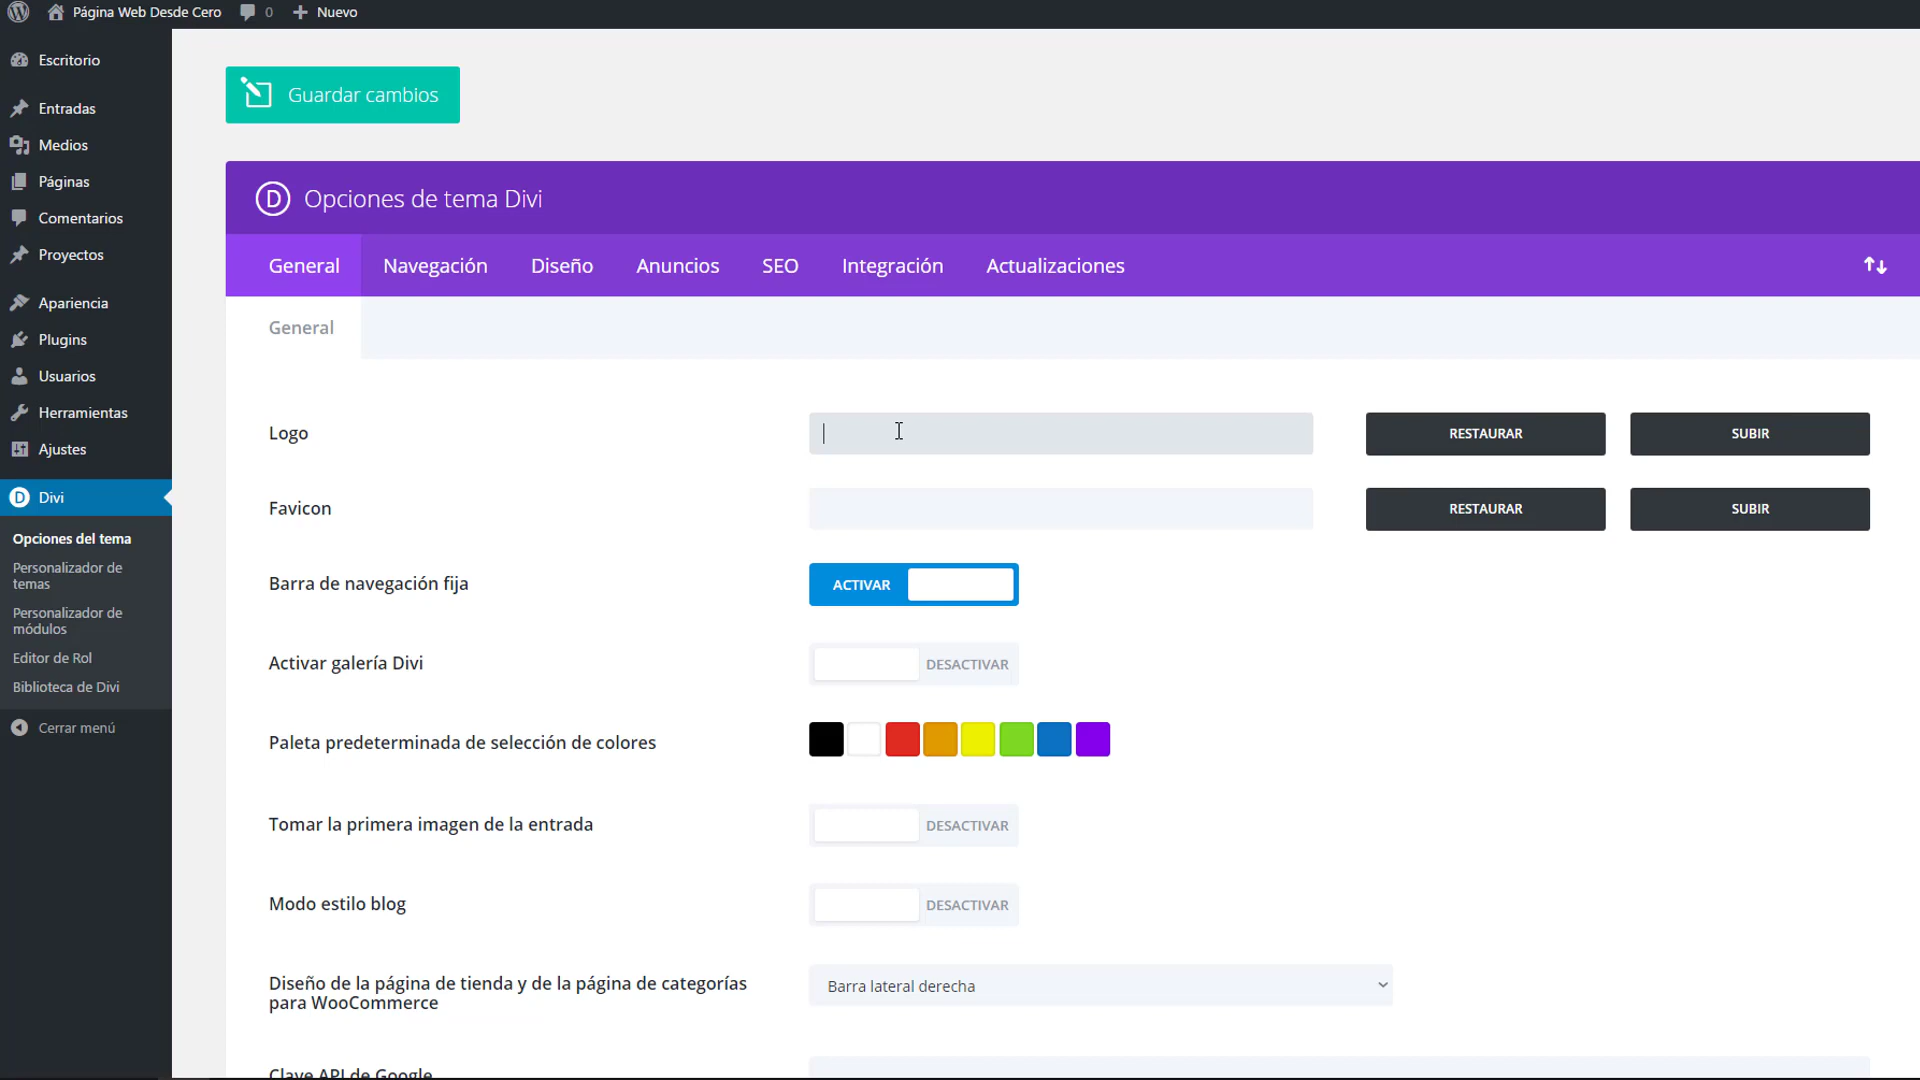 Página Web Desde Cero 0 Nuevo
Escritorio
Entradas
Medios
Páginas
Comentarios
Proyectos
Apariencia
Plugins
Usuarios
Herramientas
Ajustes
Divi
Opciones del tema
Personalizador de
temas
Personalizador de
módulos
Editor de Rol
Biblioteca de Divi
Cerrar menú
Guardar cambios
D Opciones de tema Divi
General Navegación Diseño Anuncios SEO Integración Actualizaciones
General
Logo RESTAURAR SUBIR
Favicon RESTAURAR SUBIR
Barra de navegación fija ACTIVAR
Activar galería Divi DESACTIVAR
Paleta predeterminada de selección de colores
Tomar la primera imagen de la entrada DESACTIVAR
Modo estilo blog DESACTIVAR
Diseño de la página de tienda y de la página de categorías
para WooCommerce
Barra lateral derecha
Clave API de Google